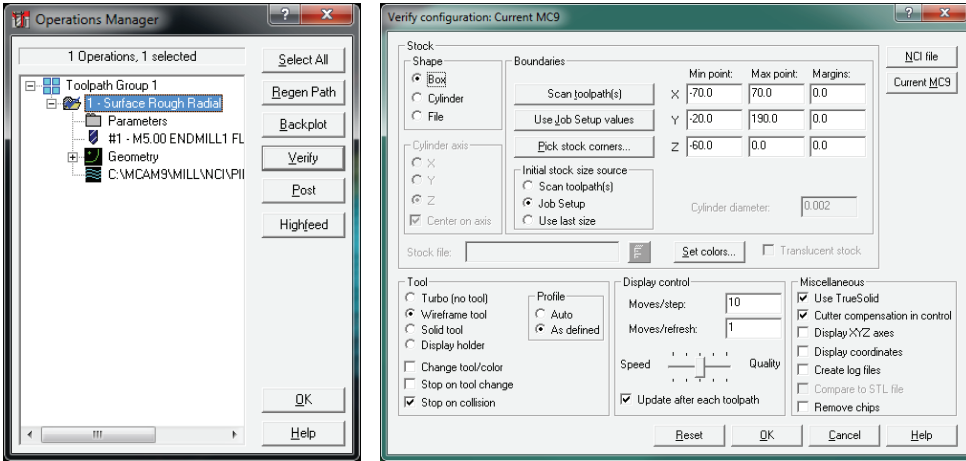 Operations Manager
1 Operations, 1 selected
Toolpath Group 1
1 - Surface Rough Radial
Parameters
#1 - M5.00 ENDMILL1 FL
Geometry
C:\MCAM9\MILL\NCI\PI
Select All
Regen Path
Backplot
Verify
Post
Highfeed
OK
Help
Verify configuration: Current MC9
Stock
Shape
Box
Cylinder
File
Cylinder axis
X
Y
Z
Center on axis
Boundaries
Scan toolpath(s)
Use Job Setup values
Pick stock corners...
Initial stock size source
Scan toolpath(s)
Job Setup
Use last size
Min point: Max point: Margins:
X -70.0 70.0 0.0
Y -20.0 190.0 0.0
Z -60.0 0.0 0.0
Cylinder diameter: 0.002
Stock file:
Set colors...
Translucent stock
NCI file
Current MC9
Tool
Turbo (no tool)
Wireframe tool
Solid tool
Display holder
Change tool/color
Stop on tool change
Stop on collision
Profile
Auto
As defined
Display control
Moves/step: 10
Moves/refresh: 1
Speed Quality
Update after each toolpath
Miscellaneous
Use TrueSolid
Cutter compensation in control
Display XYZ axes
Display coordinates
Create log files
Compare to STL file
Remove chips
Reset
OK
Cancel
Help